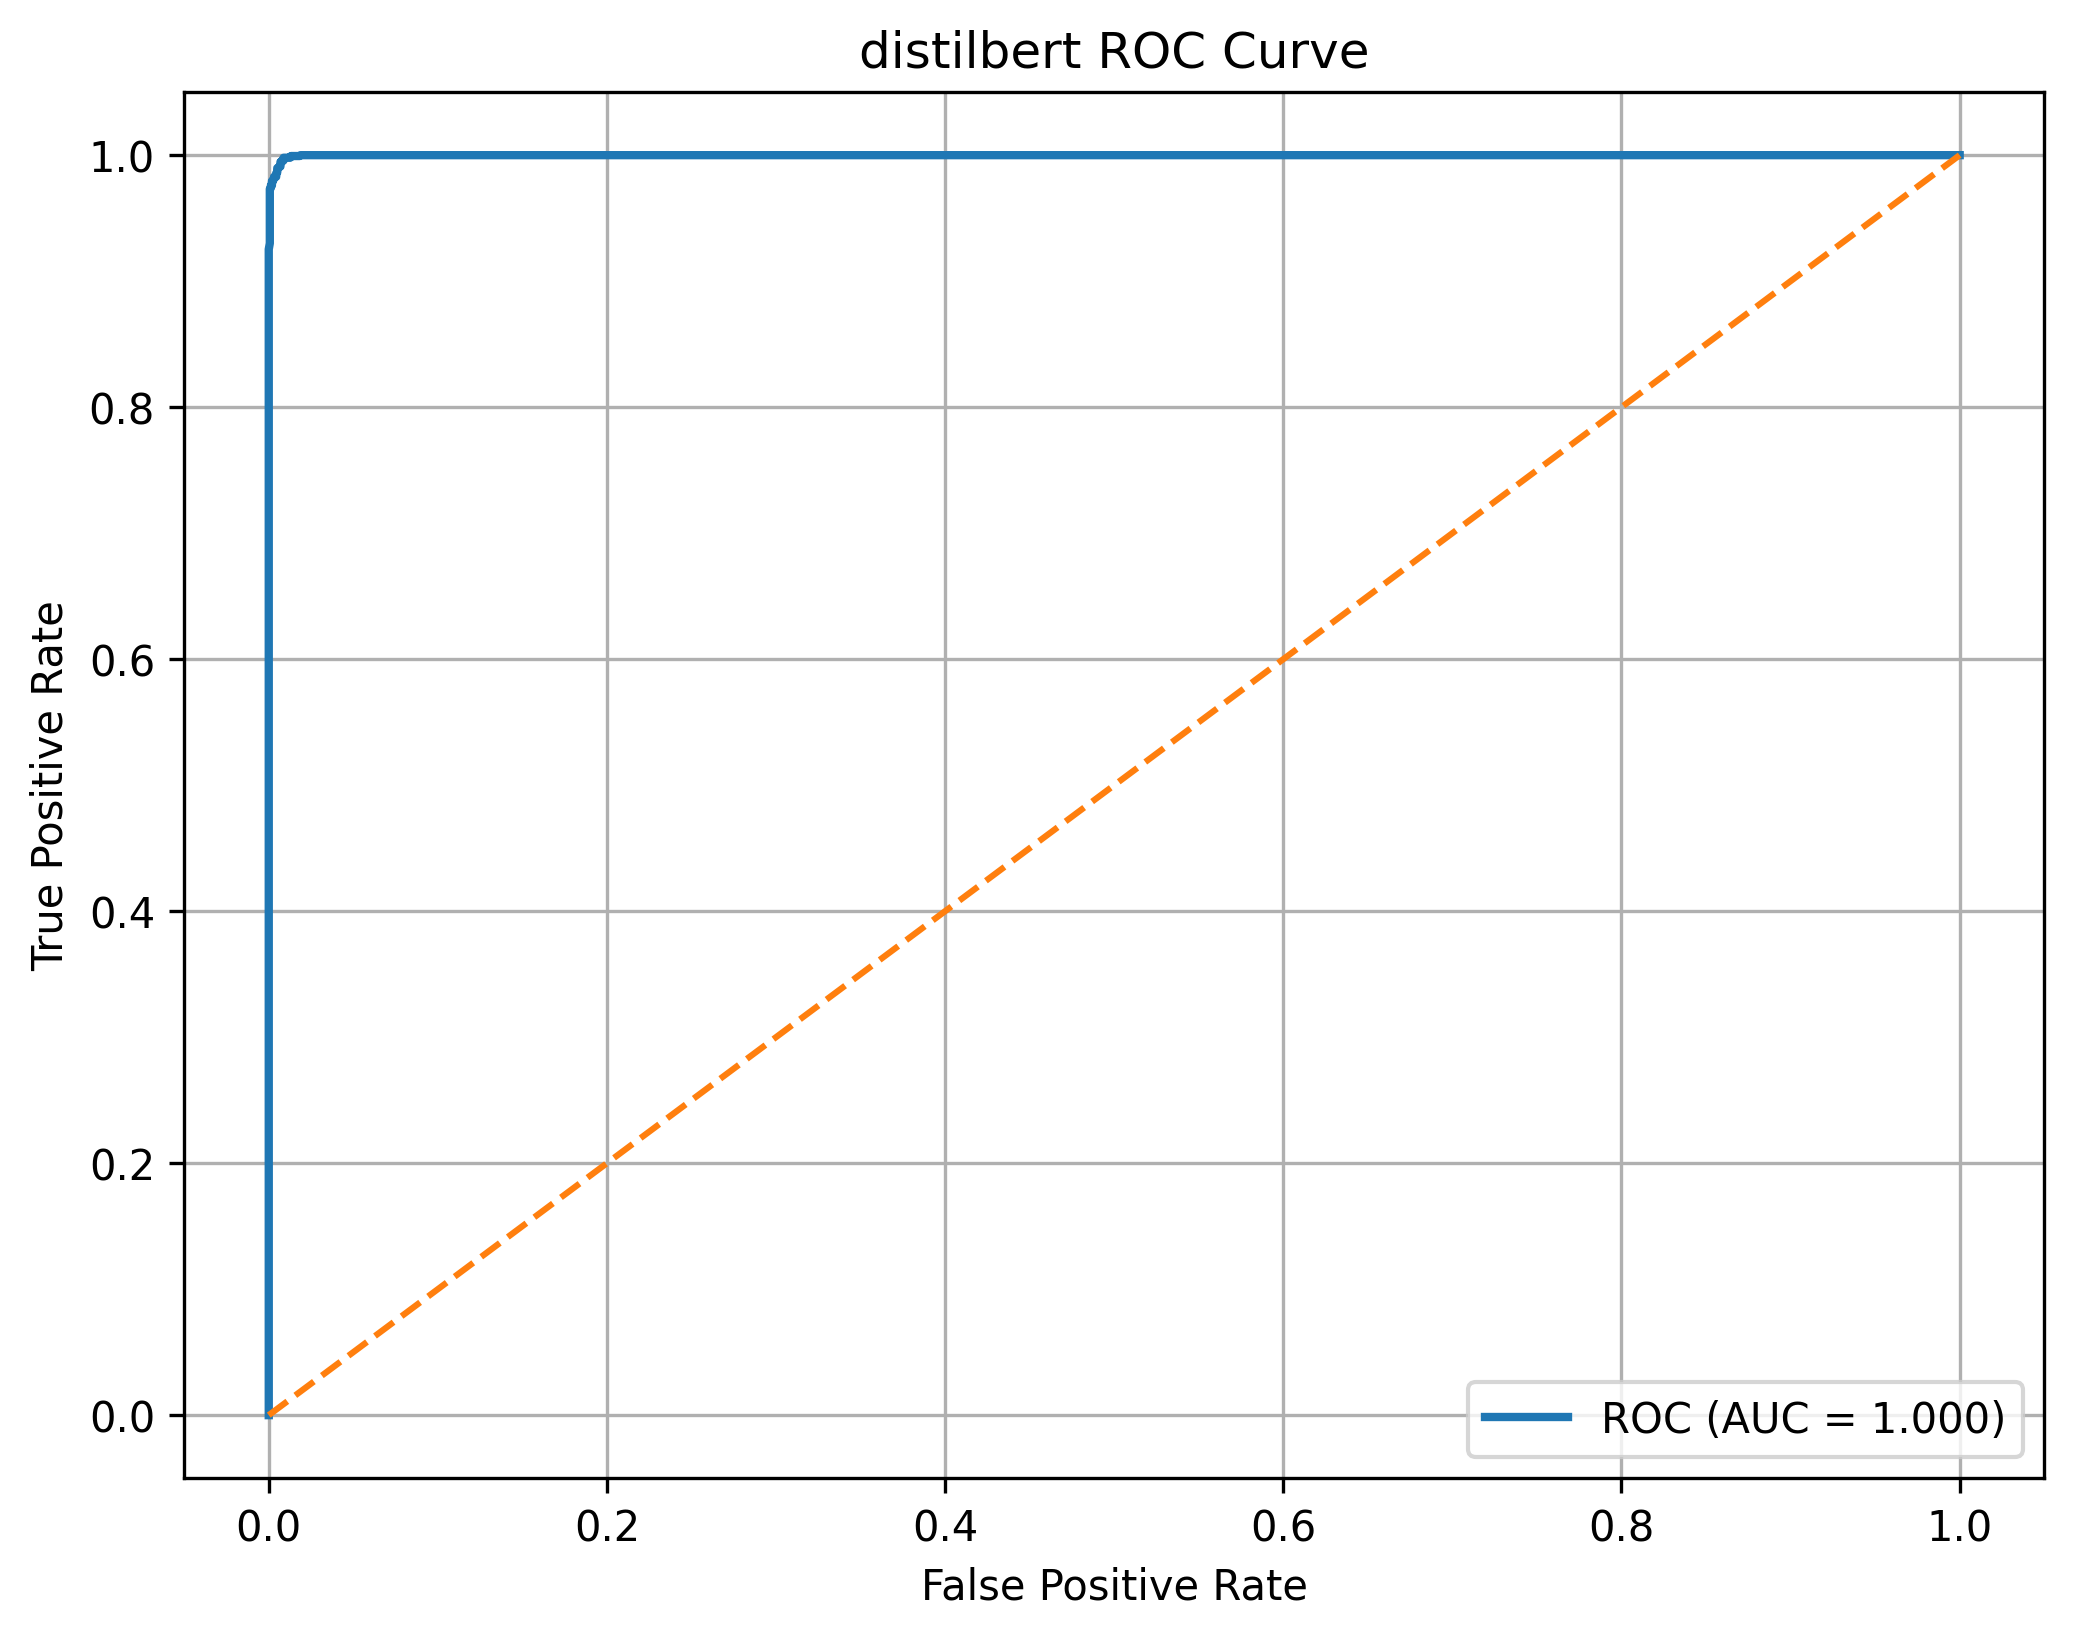 distilbert ROC Curve
True Positive Rate
1.0
0.8
0.6
0.4
0.2
0.0
ROC (AUC = 1.000)
0.0 0.2 0.4 0.6 0.8 1.0
False Positive Rate